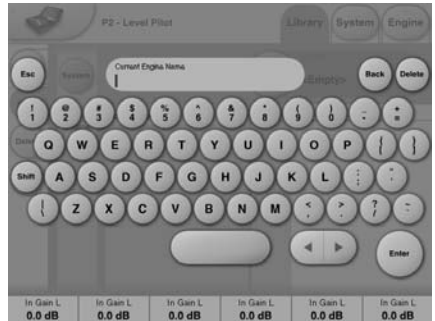 P2 - Level Pilot
Library System Engine
Esc System Current Engine Name <Empty> Back Delete
! @ # $ % ^ & * ( ) - +
1 2 3 4 5 6 7 8 9 0 =
Q W E R T Y U I O P { }
Shift A S D F G H J K L :
Z X C V B N M < > ?
, . /
Enter
In Gain L In Gain L In Gain L In Gain L In Gain L In Gain L
0.0 dB 0.0 dB 0.0 dB 0.0 dB 0.0 dB 0.0 dB